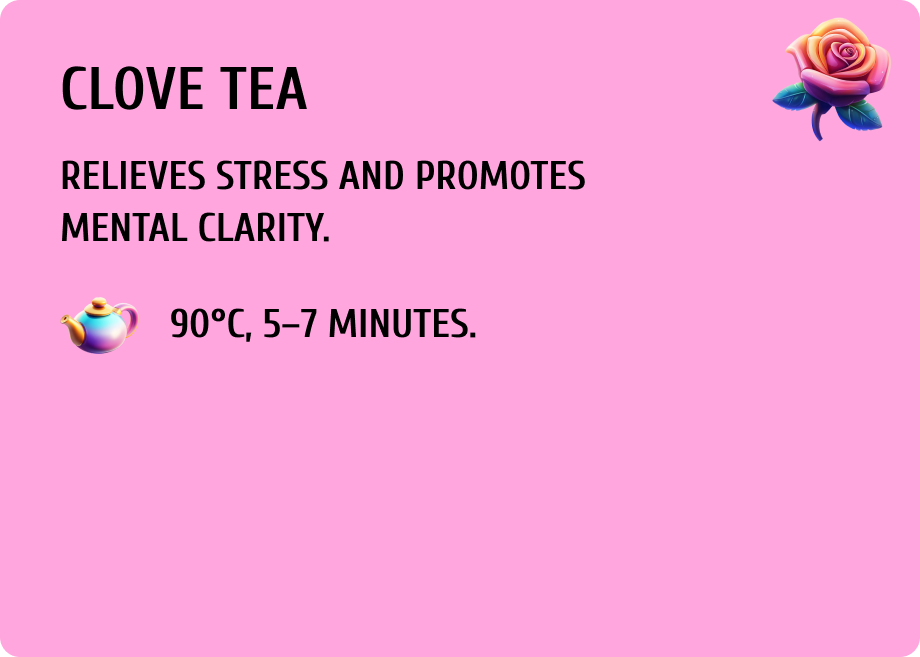 CLOVE TEA
RELIEVES STRESS AND PROMOTES
MENTAL CLARITY.
90°C, 5–7 MINUTES.